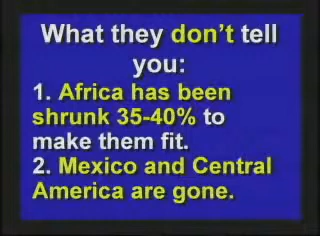 What they don't tell
you:
1. Africa has been
shrunk 35-40% to
make them fit.
2. Mexico and Central
America are gone.